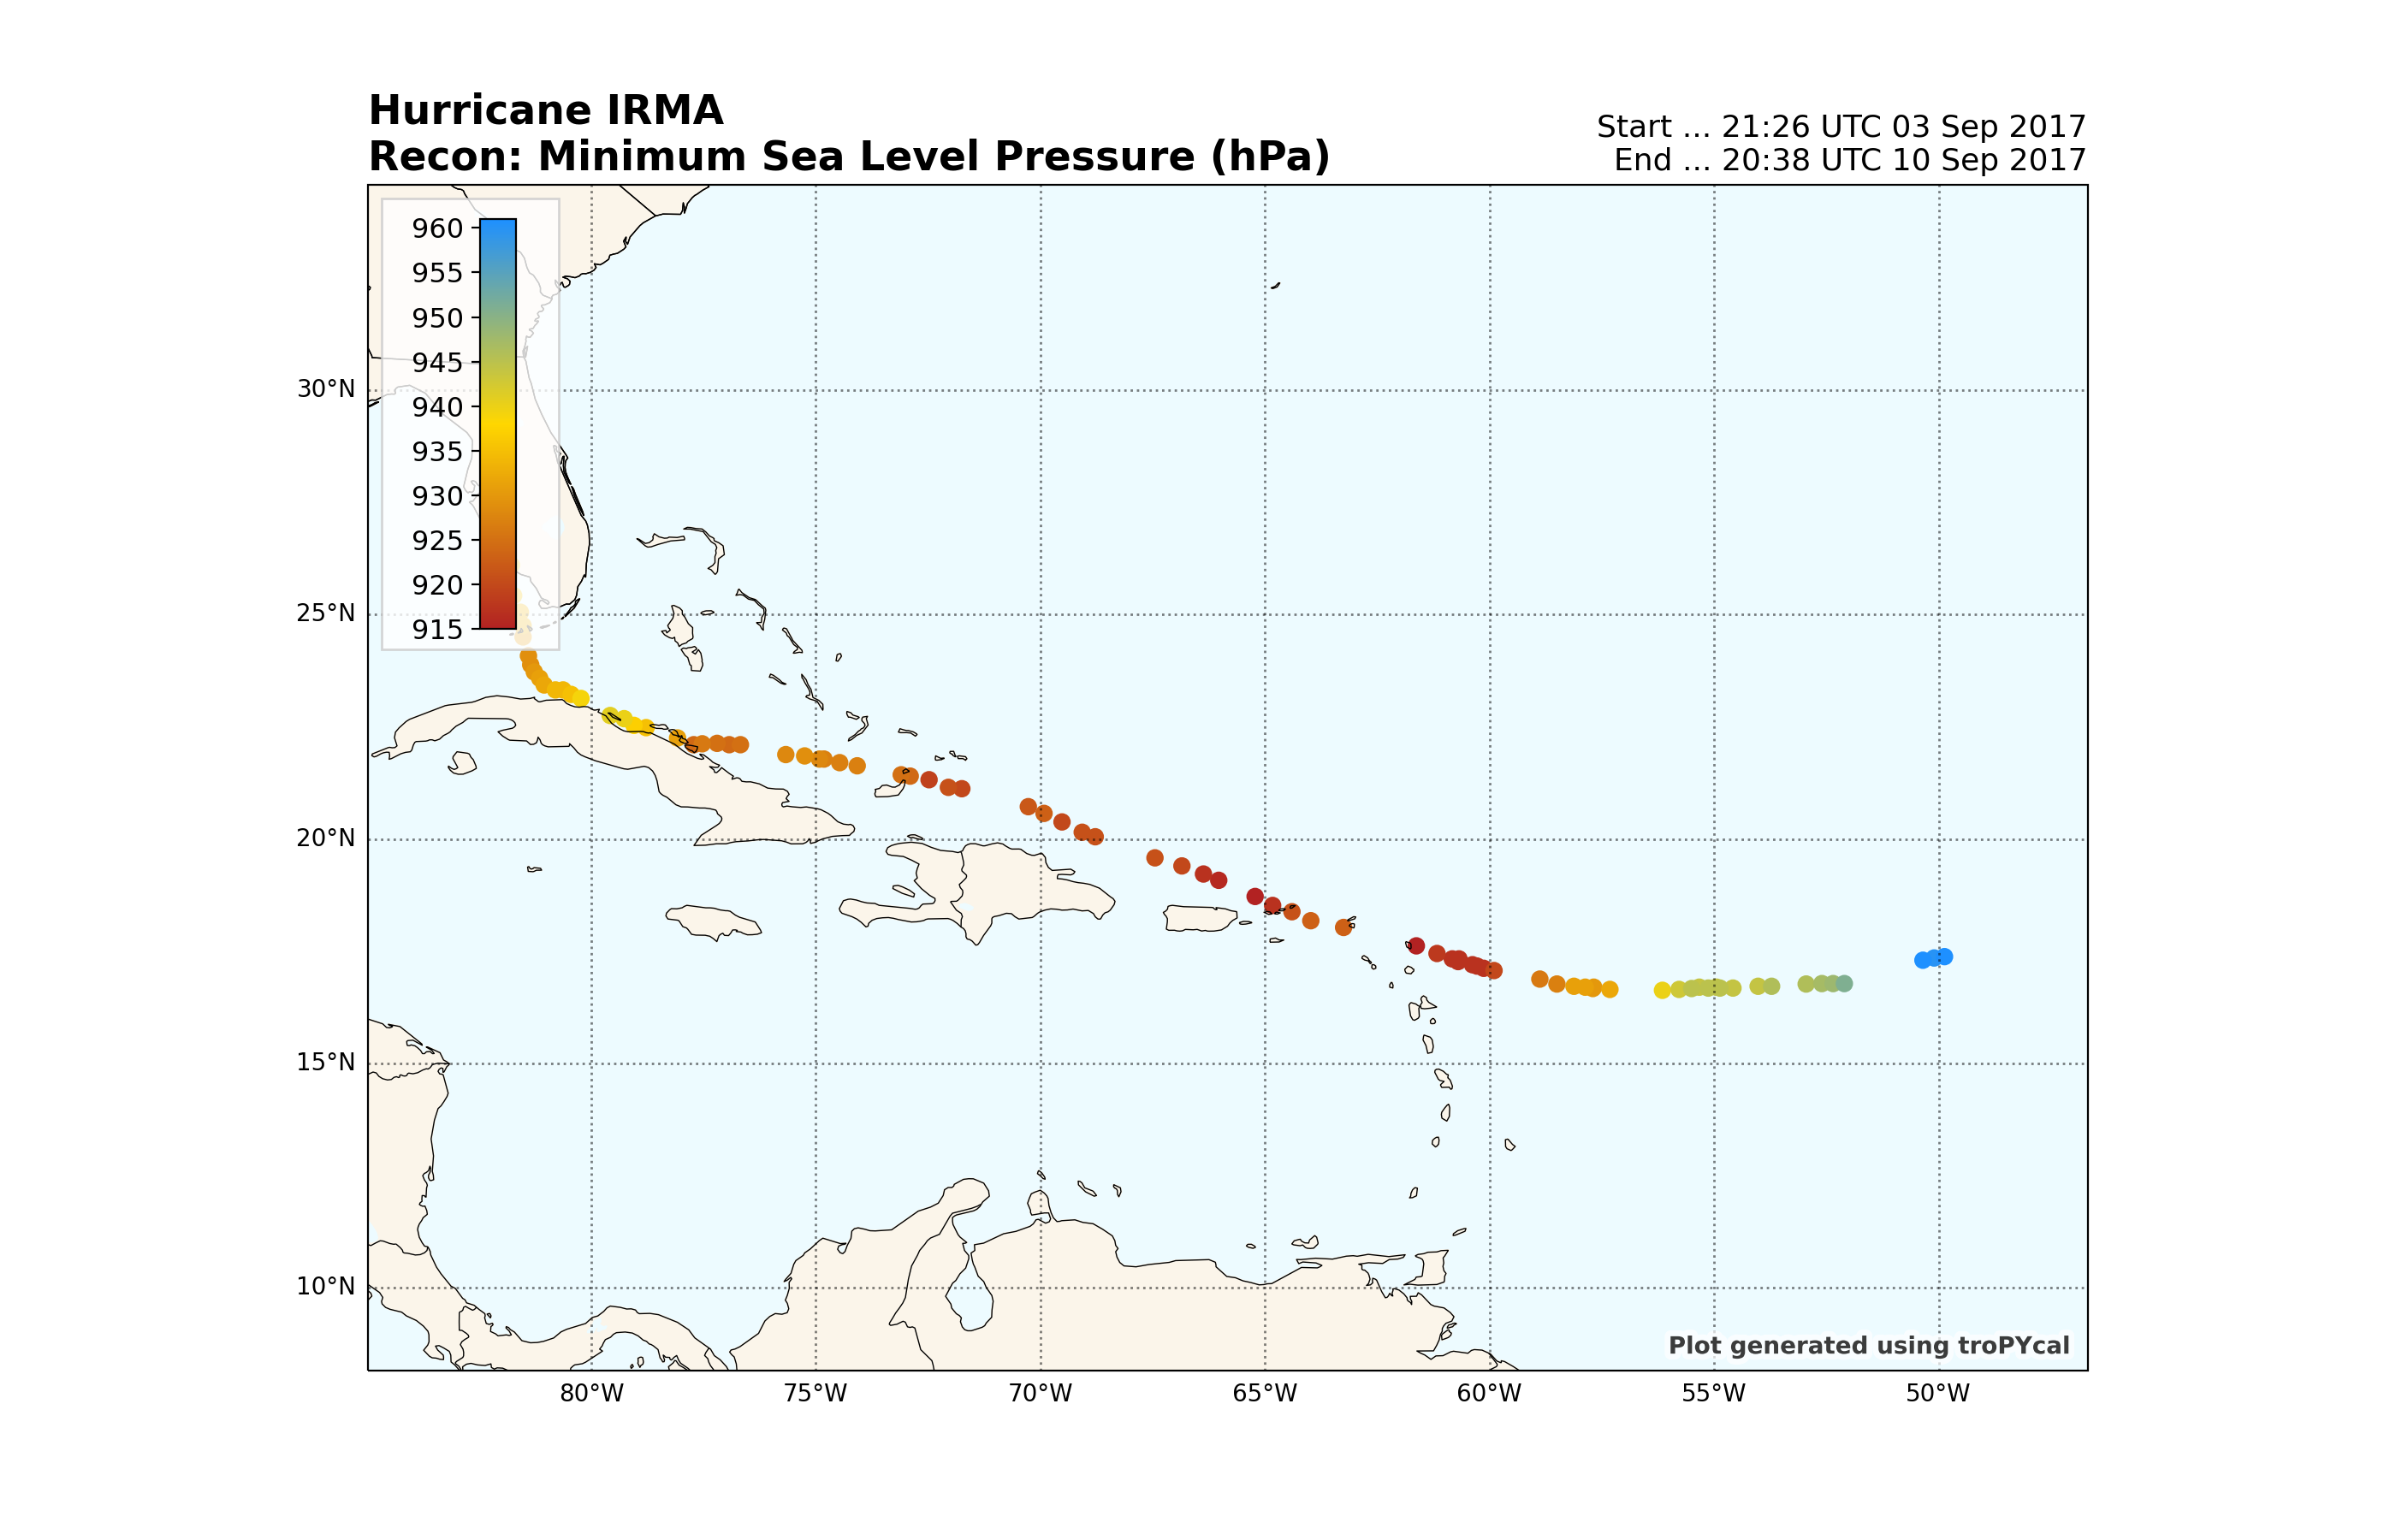 Hurricane IRMA
Recon: Minimum Sea Level Pressure (hPa)
Start ... 21:26 UTC 03 Sep 2017
End ... 20:38 UTC 10 Sep 2017
960
955
950
945
940
935
930
925
920
915
30°N
25°N
20°N
15°N
10°N
80°W
75°W
70°W
65°W
60°W
55°W
50°W
Plot generated using troPYcal